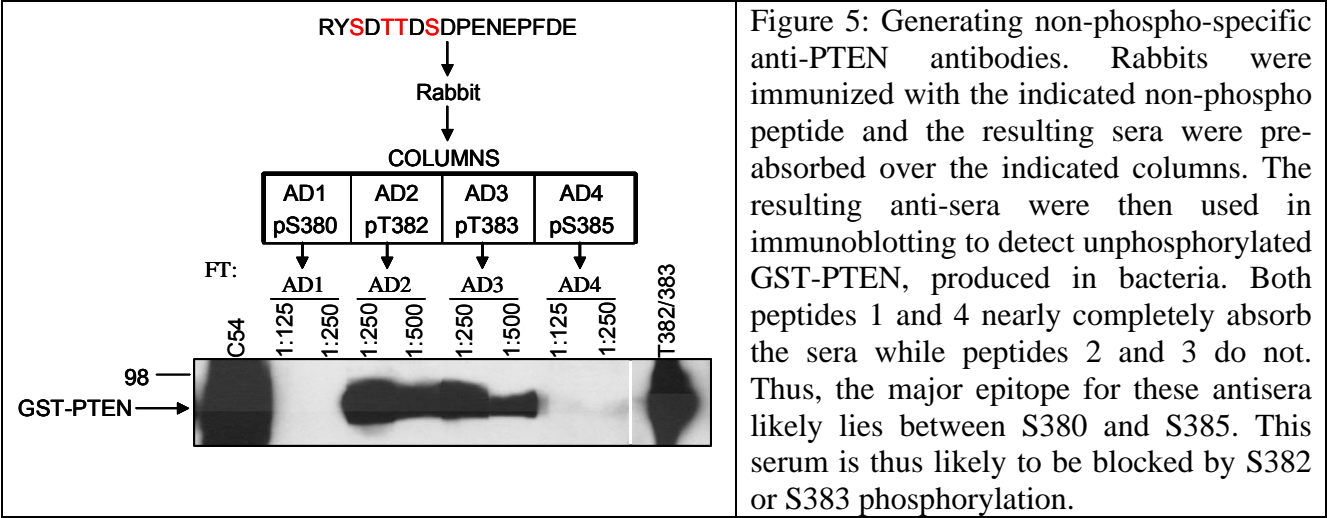 RYSDTTDSDPENEPFDE
Rabbit
COLUMNS
AD1 AD2 AD3 AD4
pS380 pT382 pT383 pS385
FT:
AD1 AD2 AD3 AD4
C54 1:125 1:250 1:250 1:500 1:250 1:500 1:125 1:250 T382/383
98
GST-PTEN
Figure 5: Generating non-phospho-specific
anti-PTEN antibodies. Rabbits were
immunized with the indicated non-phospho
peptide and the resulting sera were pre-
absorbed over the indicated columns. The
resulting anti-sera were then used in
immunoblotting to detect unphosphorylated
GST-PTEN, produced in bacteria. Both
peptides 1 and 4 nearly completely absorb
the sera while peptides 2 and 3 do not.
Thus, the major epitope for these antisera
likely lies between S380 and S385. This
serum is thus likely to be blocked by S382
or S383 phosphorylation.